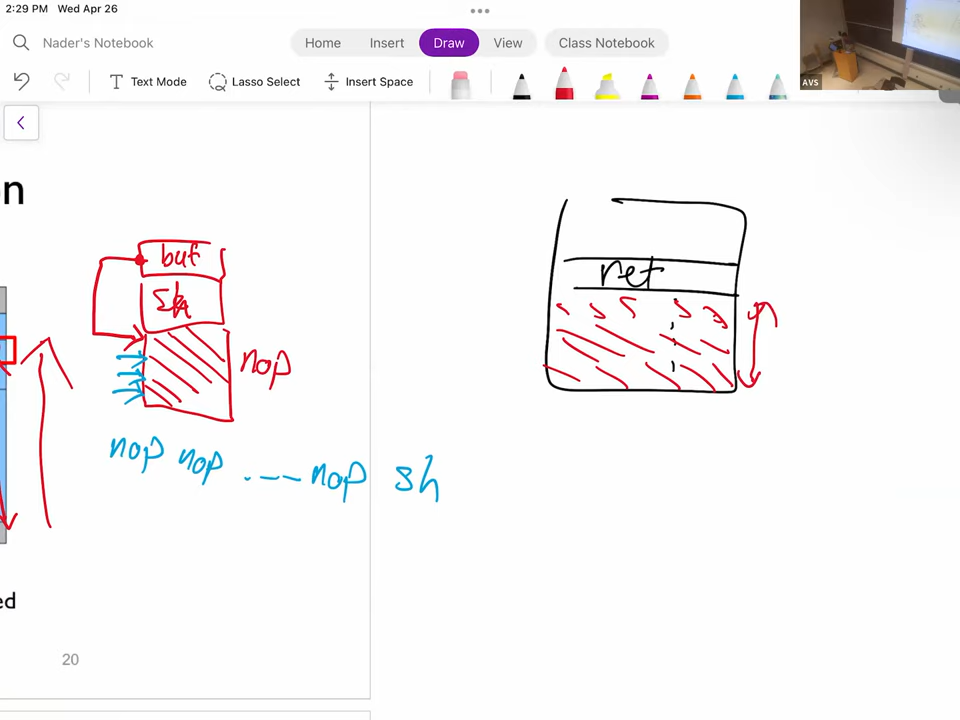 2:29 PM Wed Apr 26
Nader's Notebook
Home Insert Draw View Class Notebook
Text Mode Lasso Select Insert Space
AVS
n
buf
ret
nop
nop nop .--- nop sh
ed
20